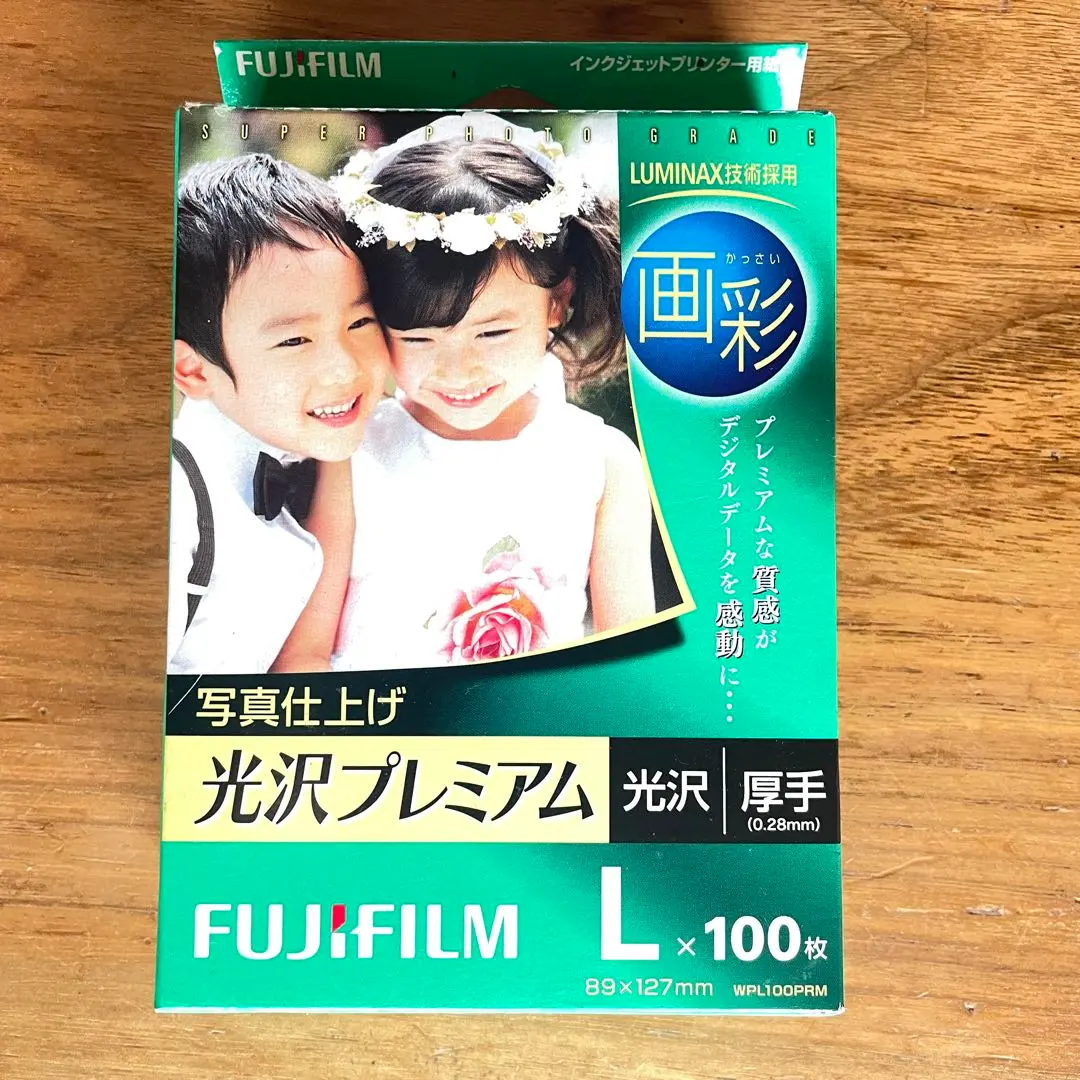 FUJIFILM
インクジェットプリンター用紙
SUPER PHOTO GRADE
LUMINAX技術採用
かっさい
画彩
プレミアムな質感が
デジタルデータを感動に…
写真仕上げ
光沢プレミアム
光沢
厚手
(0.28mm)
FUJIFILM
L×100枚
89×127mm
WPL100PRM